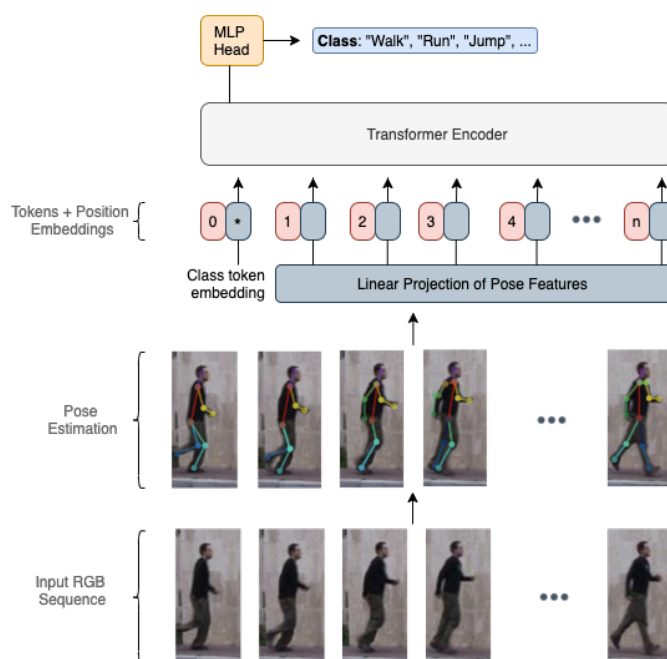 MLP
Head
Class: "Walk", "Run", "Jump", ...
Transformer Encoder
Tokens + Position
Embeddings
0 * 1 2 3 4 ••• n
Class token
embedding
Linear Projection of Pose Features
Pose
Estimation
•••
Input RGB
Sequence
•••